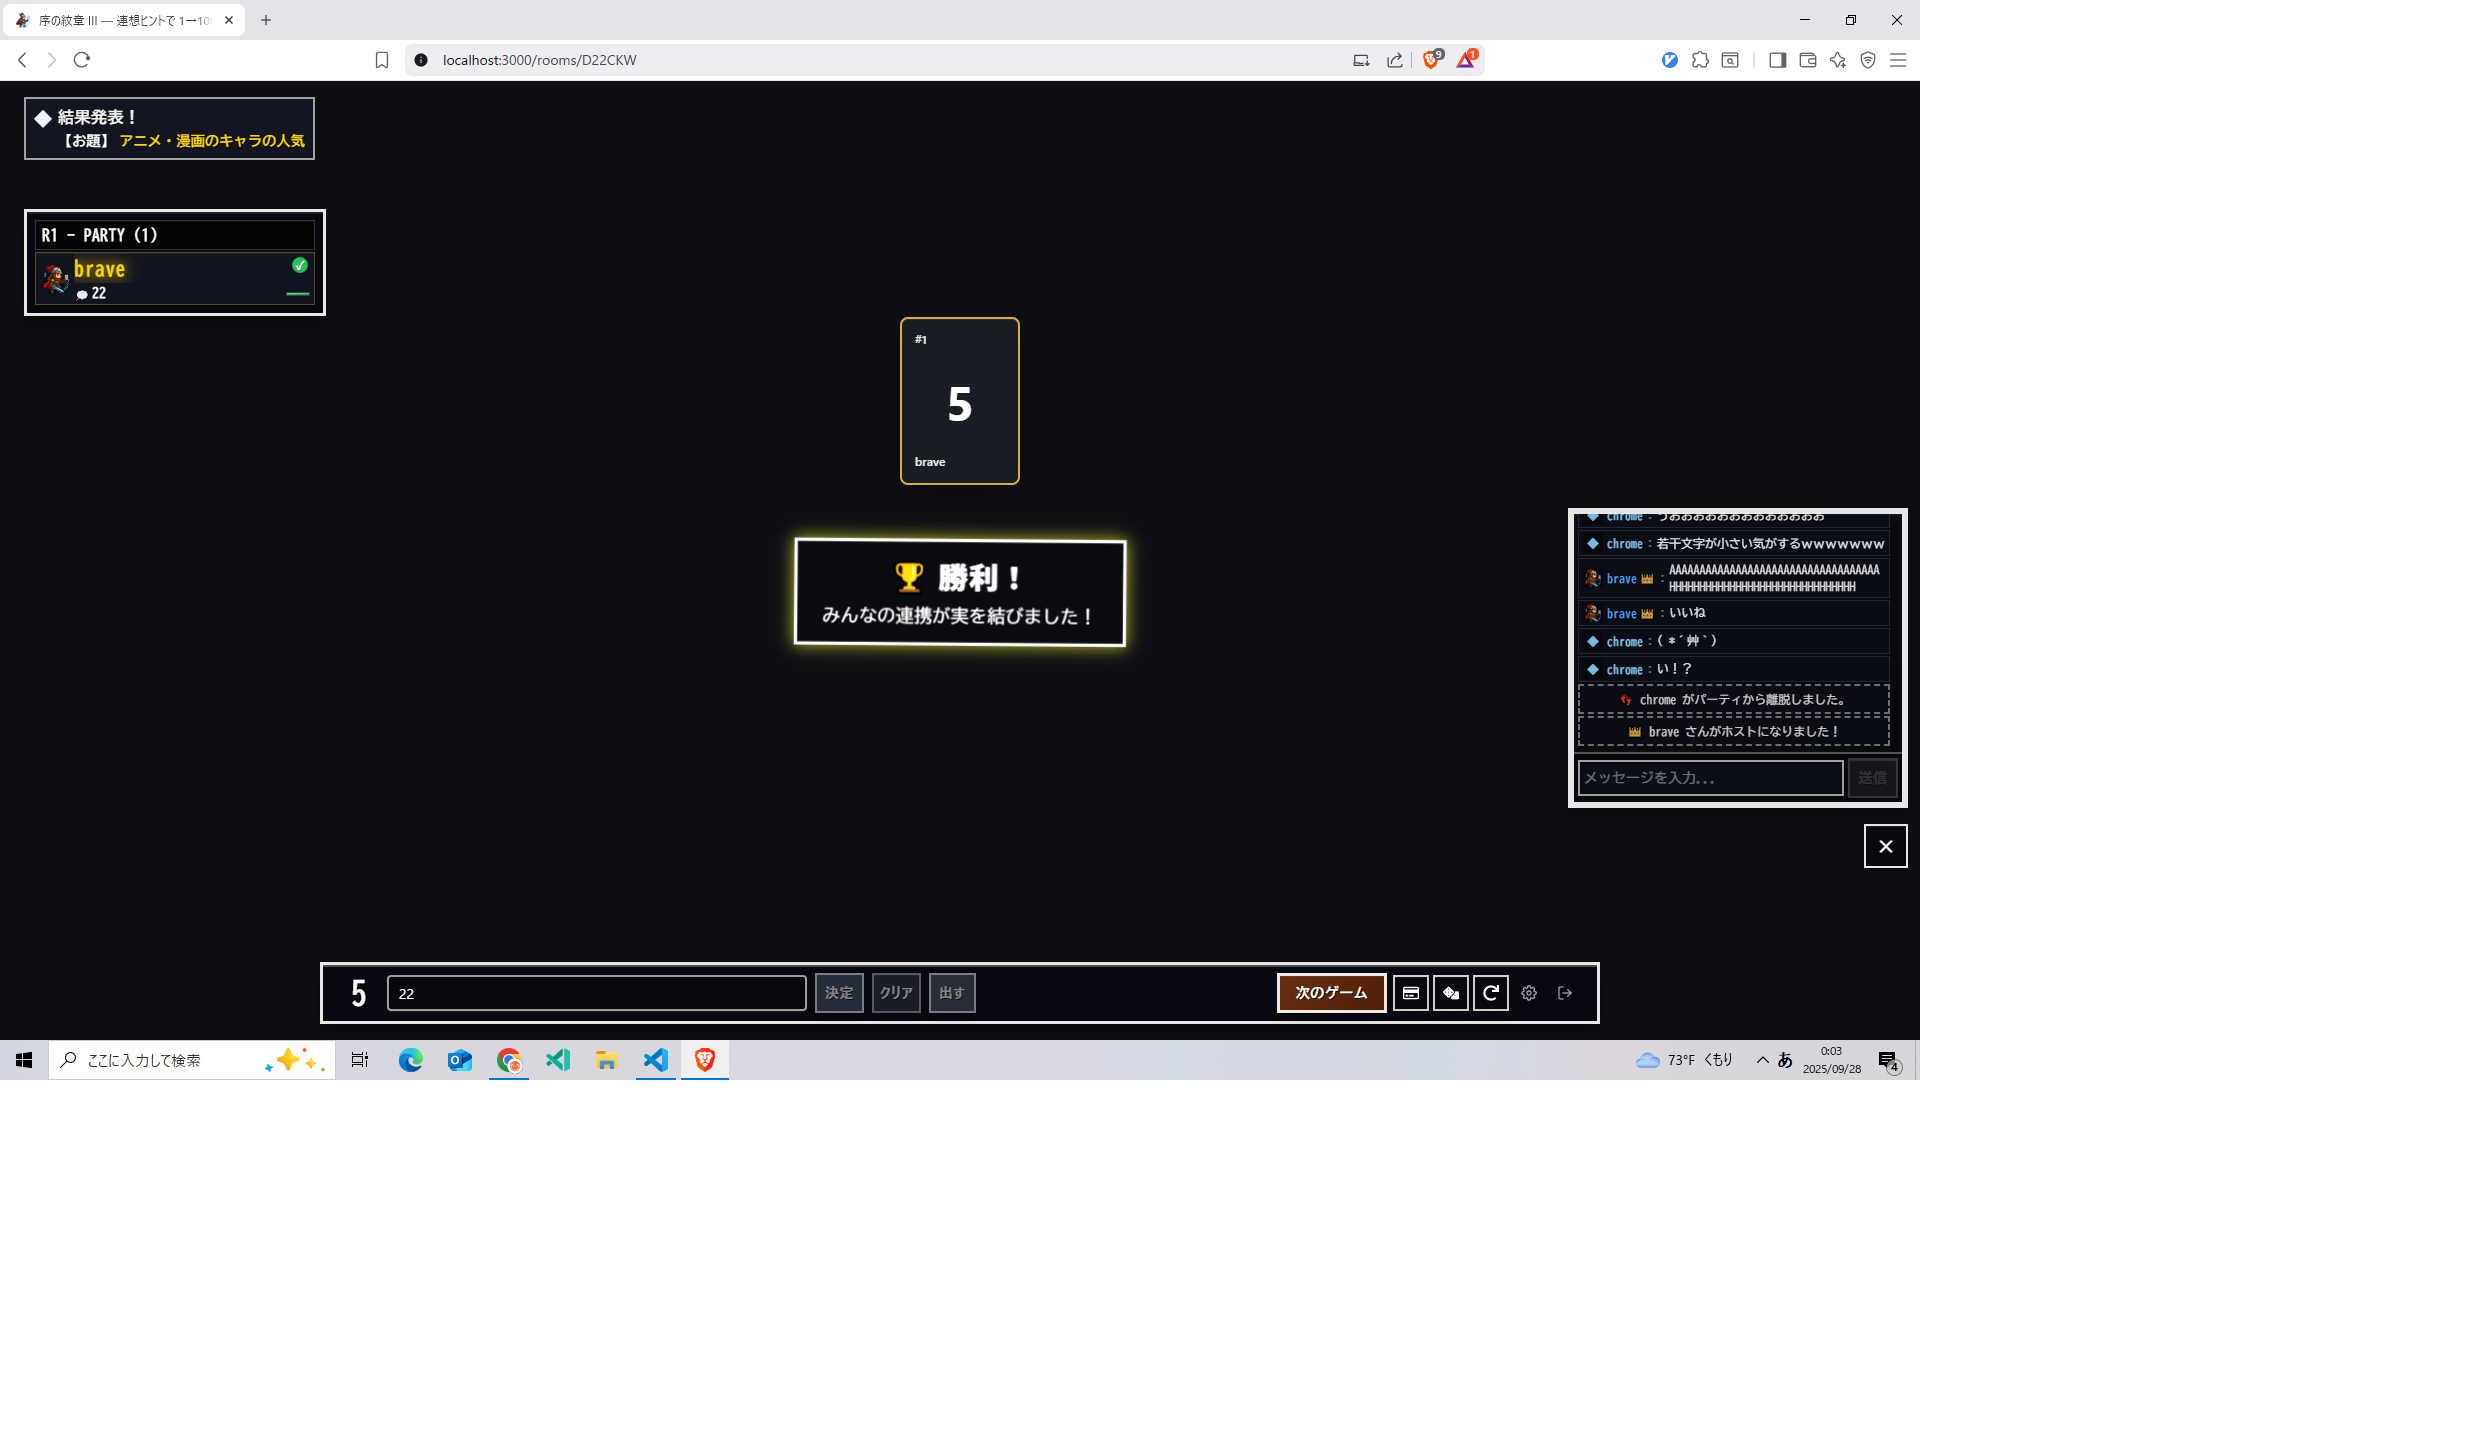 序の紋章 III — 連想ヒントで 1→10
localhost:3000/rooms/D22CKW
9
1
結果発表！
【お題】 アニメ・漫画のキャラの人気
R1 - PARTY (1)
brave
22
#1
5
brave
勝利！
みんなの連携が実を結びました！
chrome：うおおおおおおおおおおおおお
chrome：若干文字が小さい気がするwwwwwww
brave ：AAAAAAAAAAAAAAAAAAAAAAAAAAAAAAAAAAA
HHHHHHHHHHHHHHHHHHHHHHHHHHHHHHH
brave ：いいね
chrome：( *´艸`)
chrome：い！？
chrome がパーティから離脱しました。
brave さんがホストになりました！
メッセージを入力...
送信
5
22
決定
クリア
出す
次のゲーム
ここに入力して検索
73°F くもり
あ
0:03
2025/09/28
4